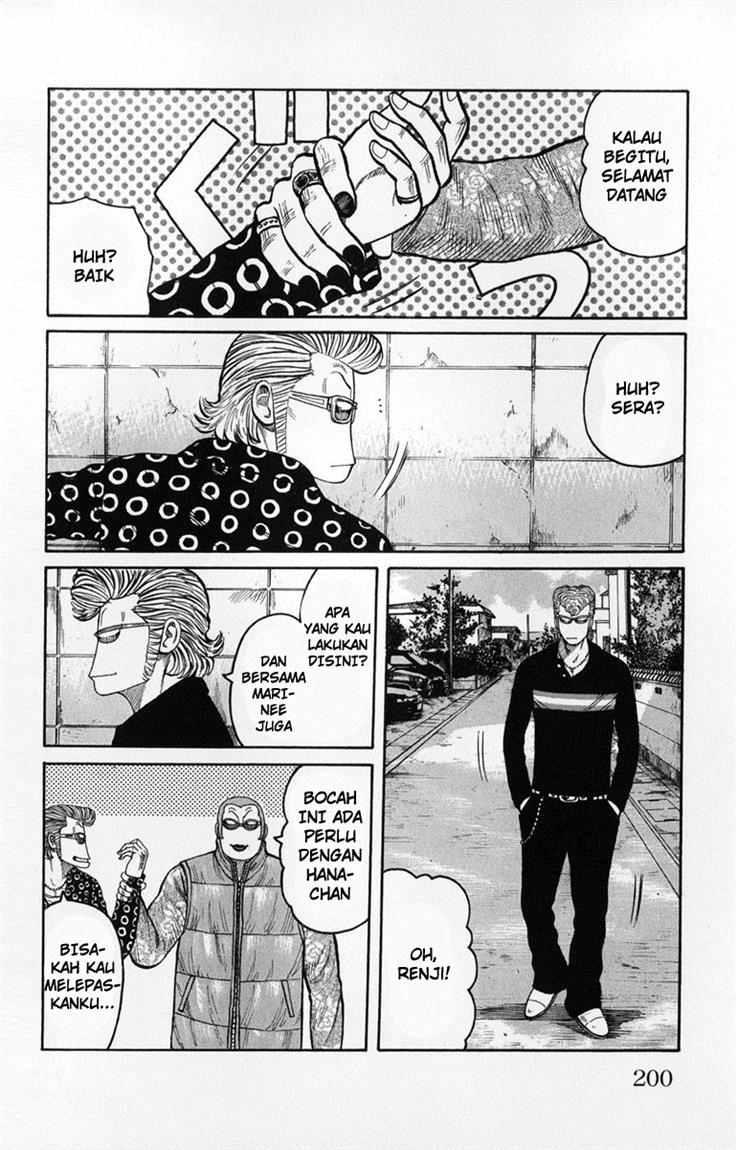 KALAU
BEGITU,
SELAMAT
DATANG
HUH?
BAIK
HUH?
SERA?
OH,
RENJI!
APA
YANG KAU
LAKUKAN
DISINI?
DAN
BERSAMA
MARI-
NEE
JUGA
BOCAH
INI ADA
PERLU
DENGAN
HANA-
CHAN
BISA-
KAH KAU
MELEPAS-
KANKU...
200